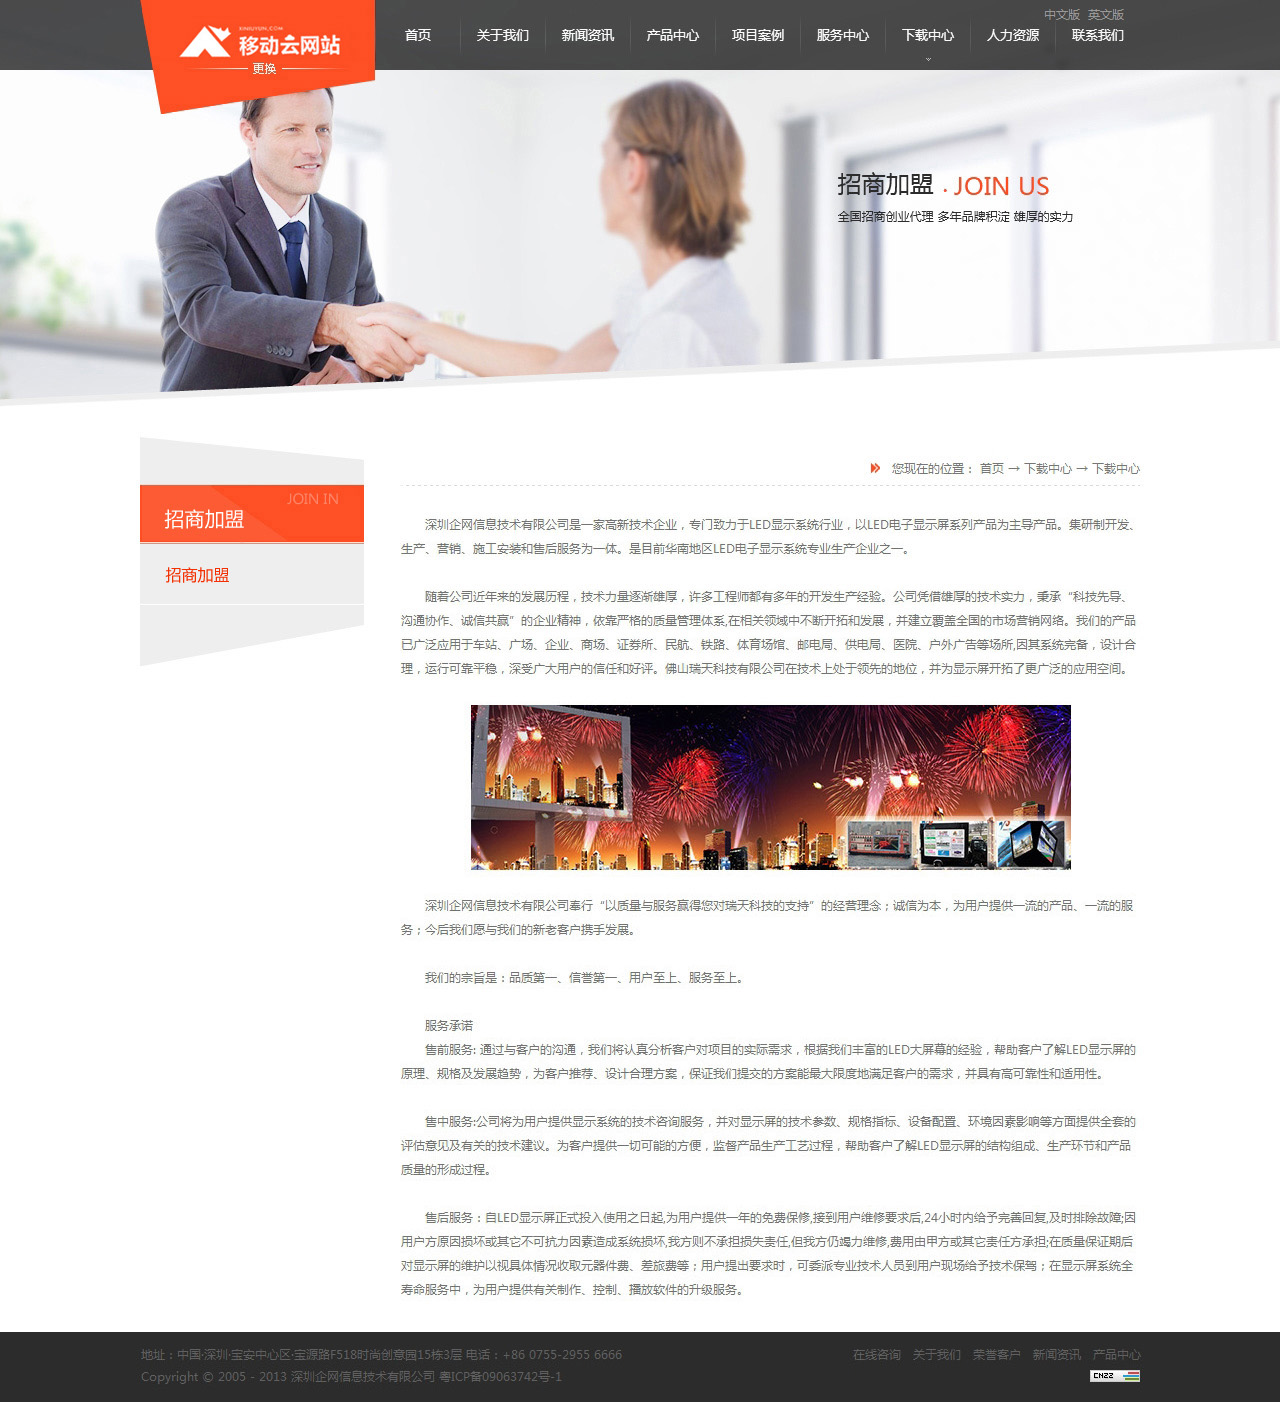 中文版 英文版
XINIUYUN.COM
移动云网站
更换
首页 关于我们 新闻资讯 产品中心 项目案例 服务中心 下载中心 人力资源 联系我们
招商加盟 · JOIN US
全国招商创业代理 多年品牌积淀 雄厚的实力
您现在的位置： 首页 → 下载中心 → 下载中心
JOIN IN
招商加盟
招商加盟
深圳企网信息技术有限公司是一家高新技术企业，专门致力于LED显示系统行业，以LED电子显示屏系列产品为主导产品。集研制开发、
生产、营销、施工安装和售后服务为一体。是目前华南地区LED电子显示系统专业生产企业之一。
随着公司近年来的发展历程，技术力量逐渐雄厚，许多工程师都有多年的开发生产经验。公司凭借雄厚的技术实力，秉承“科技先导、
沟通协作、诚信共赢”的企业精神，依靠严格的质量管理体系,在相关领域中不断开拓和发展，并建立覆盖全国的市场营销网络。我们的产品
已广泛应用于车站、广场、企业、商场、证券所、民航、铁路、体育场馆、邮电局、供电局、医院、户外广告等场所,因其系统完备，设计合
理，运行可靠平稳，深受广大用户的信任和好评。佛山瑞天科技有限公司在技术上处于领先的地位，并为显示屏开拓了更广泛的应用空间。
深圳企网信息技术有限公司奉行“以质量与服务赢得您对瑞天科技的支持”的经营理念；诚信为本，为用户提供一流的产品、一流的服
务；今后我们愿与我们的新老客户携手发展。
我们的宗旨是：品质第一、信誉第一、用户至上、服务至上。
服务承诺
售前服务: 通过与客户的沟通，我们将认真分析客户对项目的实际需求，根据我们丰富的LED大屏幕的经验，帮助客户了解LED显示屏的
原理、规格及发展趋势，为客户推荐、设计合理方案，保证我们提交的方案能最大限度地满足客户的需求，并具有高可靠性和适用性。
售中服务:公司将为用户提供显示系统的技术咨询服务，并对显示屏的技术参数、规格指标、设备配置、环境因素影响等方面提供全套的
评估意见及有关的技术建议。为客户提供一切可能的方便，监督产品生产工艺过程，帮助客户了解LED显示屏的结构组成、生产环节和产品
质量的形成过程。
售后服务：自LED显示屏正式投入使用之日起,为用户提供一年的免费保修,接到用户维修要求后,24小时内给予完善回复,及时排除故障;因
用户方原因损坏或其它不可抗力因素造成系统损坏,我方则不承担损失责任,但我方仍竭力维修,费用由甲方或其它责任方承担;在质量保证期后
对显示屏的维护以视具体情况收取元器件费、差旅费等；用户提出要求时，可委派专业技术人员到用户现场给予技术保驾；在显示屏系统全
寿命服务中，为用户提供有关制作、控制、播放软件的升级服务。
地址：中国·深圳·宝安中心区·宝源路F518时尚创意园15栋3层 电话：+86 0755-2955 6666
在线咨询 关于我们 荣誉客户 新闻资讯 产品中心
Copyright © 2005 - 2013 深圳企网信息技术有限公司 粤ICP备09063742号-1
CNZZ